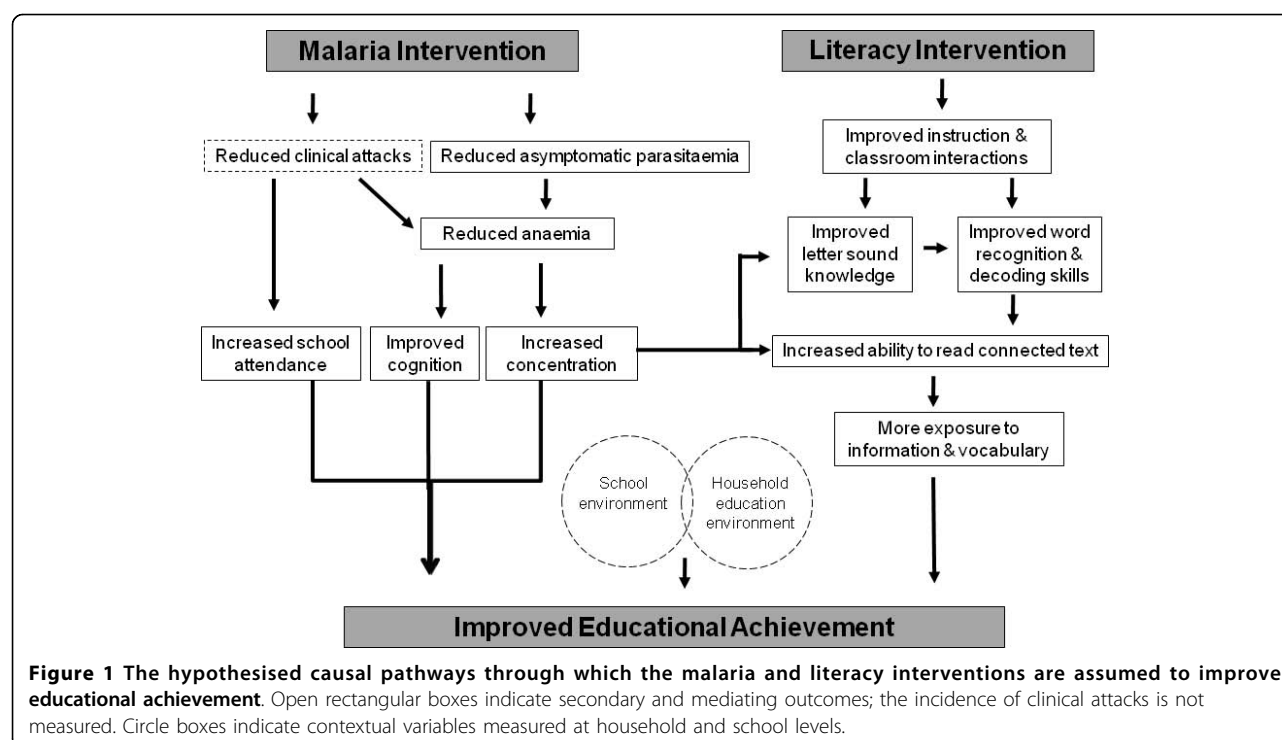 Malaria Intervention
Literacy Intervention
Reduced clinical attacks
Reduced asymptomatic parasitaemia
Improved instruction &
classroom interactions
Reduced anaemia
Improved
letter sound
knowledge
Improved word
recognition &
decoding skills
Increased school
attendance
Improved
cognition
Increased
concentration
Increased ability to read connected text
More exposure to
information & vocabulary
School
environment
Household
education
environment
Improved Educational Achievement
Figure 1 The hypothesised causal pathways through which the malaria and literacy interventions are assumed to improve
educational achievement. Open rectangular boxes indicate secondary and mediating outcomes; the incidence of clinical attacks is not
measured. Circle boxes indicate contextual variables measured at household and school levels.